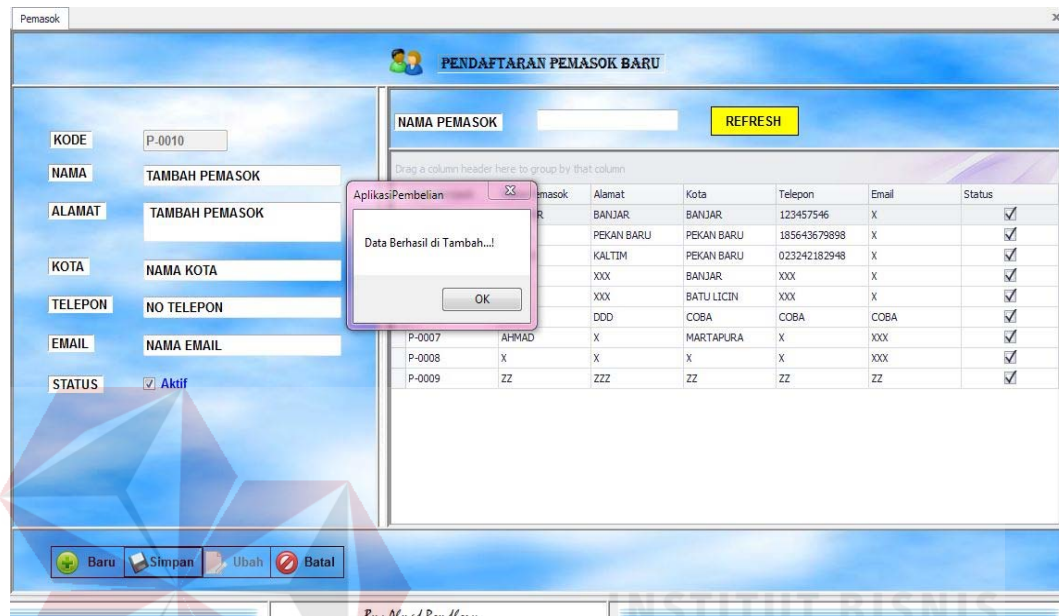 Pemasok
PENDAFTARAN PEMASOK BARU
KODE P-0010
NAMA TAMBAH PEMASOK
ALAMAT TAMBAH PEMASOK
KOTA NAMA KOTA
TELEPON NO TELEPON
EMAIL NAMA EMAIL
STATUS Aktif
NAMA PEMASOK REFRESH
Drag a column header here to group by that column
emasok Alamat Kota Telepon Email Status
R BANJAR BANJAR 123457546 X
PEKAN BARU PEKAN BARU 185643679898 X
KALTIM PEKAN BARU 023242182948 X
XXX BANJAR XXX X
XXX BATU LICIN XXX X
DDD COBA COBA COBA
P-0007 AHMAD X MARTAPURA X XXX
P-0008 X X X X XXX
P-0009 ZZ ZZZ ZZ ZZ ZZ
AplikasiPembelian
Data Berhasil di Tambah...!
OK
Baru Simpan Ubah Batal
INSTITUT BISNIS